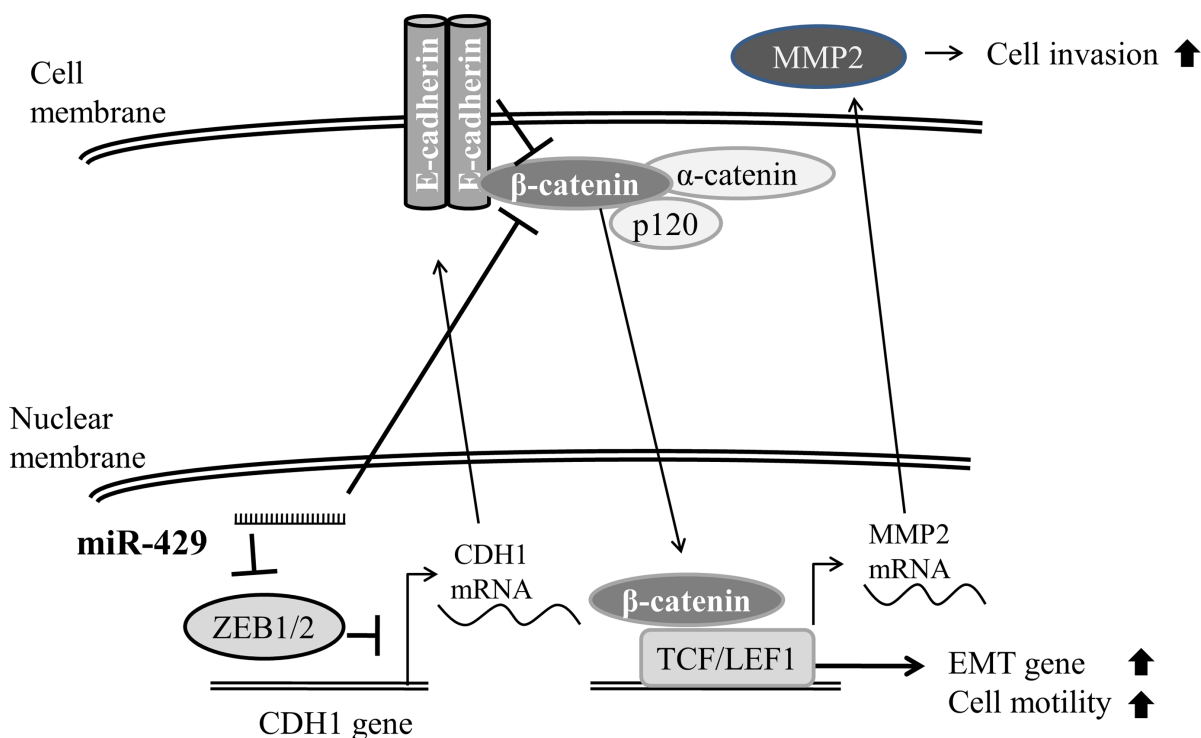 Cell
membrane
E-cadherin
E-cadherin
MMP2
Cell invasion
β-catenin
α-catenin
p120
Nuclear
membrane
miR-429
CDH1
mRNA
MMP2
mRNA
ZEB1/2
β-catenin
TCF/LEF1
EMT gene
Cell motility
CDH1 gene